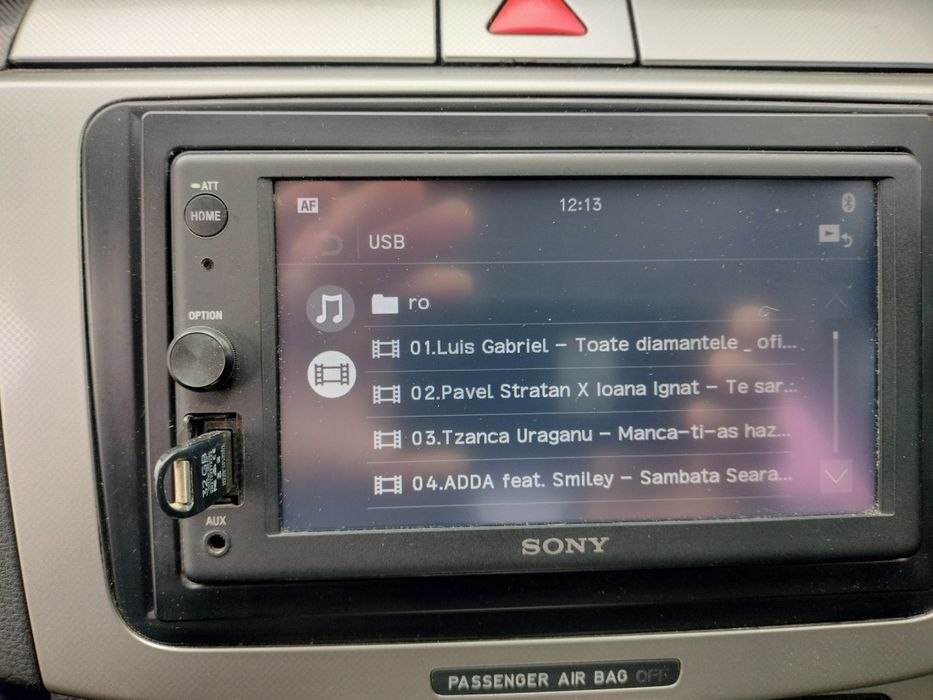 ATT
HOME
AF
12:13
USB
OPTION
ro
01.Luis Gabriel - Toate diamantele _ ofi...
02.Pavel Stratan X Ioana Ignat - Te sar...
03.Tzanca Uraganu - Manca-ti-as haz...
04.ADDA feat. Smiley - Sambata Seara...
32GB
AUX
SONY
PASSENGER AIR BAG OFF